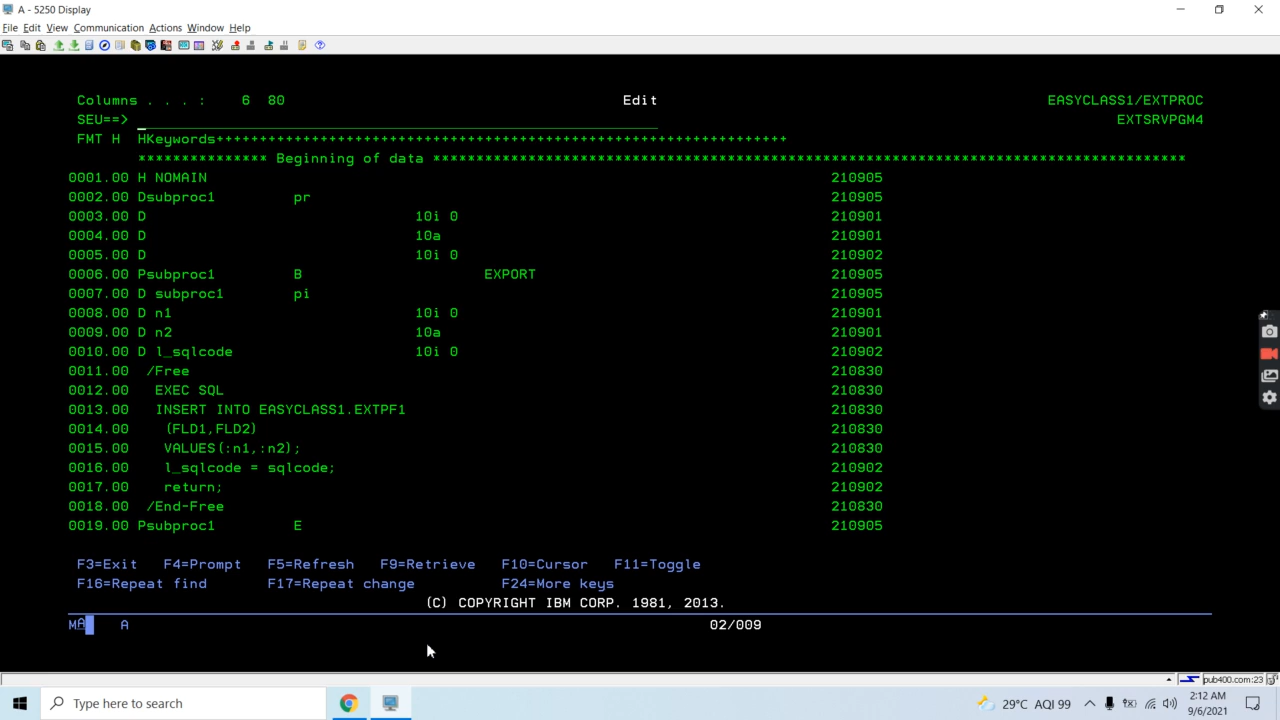 A - 5250 Display
File Edit View Communication Actions Window Help
Columns . . . : 6 80 Edit EASYCLASS1/EXTPROC
SEU==> EXTSRVPGM4
FMT H HKeywords++++++++++++++++++++++++++++++++++++++++++++++++++++++++++++++++++
*************** Beginning of data ***************************************************************************************
0001.00 H NOMAIN 210905
0002.00 Dsubproc1 pr 210905
0003.00 D 10i 0 210901
0004.00 D 10a 210901
0005.00 D 10i 0 210902
0006.00 Psubproc1 B EXPORT 210905
0007.00 D subproc1 pi 210905
0008.00 D n1 10i 0 210901
0009.00 D n2 10a 210901
0010.00 D l_sqlcode 10i 0 210902
0011.00 /Free 210830
0012.00 EXEC SQL 210830
0013.00 INSERT INTO EASYCLASS1.EXTPF1 210830
0014.00 (FLD1,FLD2) 210830
0015.00 VALUES(:n1,:n2); 210830
0016.00 l_sqlcode = sqlcode; 210902
0017.00 return; 210902
0018.00 /End-Free 210830
0019.00 Psubproc1 E 210905
F3=Exit F4=Prompt F5=Refresh F9=Retrieve F10=Cursor F11=Toggle
F16=Repeat find F17=Repeat change F24=More keys
(C) COPYRIGHT IBM CORP. 1981, 2013.
MA A 02/009
pub400.com:23
Type here to search 29°C AQI 99 2:12 AM
9/6/2021